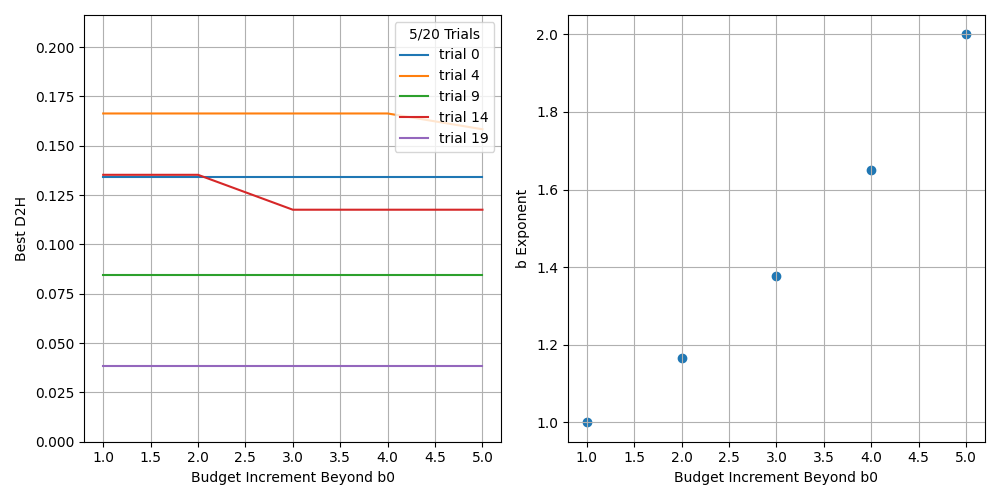 5/20 Trials
trial 0
trial 4
trial 9
trial 14
trial 19
Best D2H
0.200
0.175
0.150
0.125
0.100
0.075
0.050
0.025
0.000
1.0 1.5 2.0 2.5 3.0 3.5 4.0 4.5 5.0
Budget Increment Beyond b0
b Exponent
2.0
1.8
1.6
1.4
1.2
1.0
1.0 1.5 2.0 2.5 3.0 3.5 4.0 4.5 5.0
Budget Increment Beyond b0